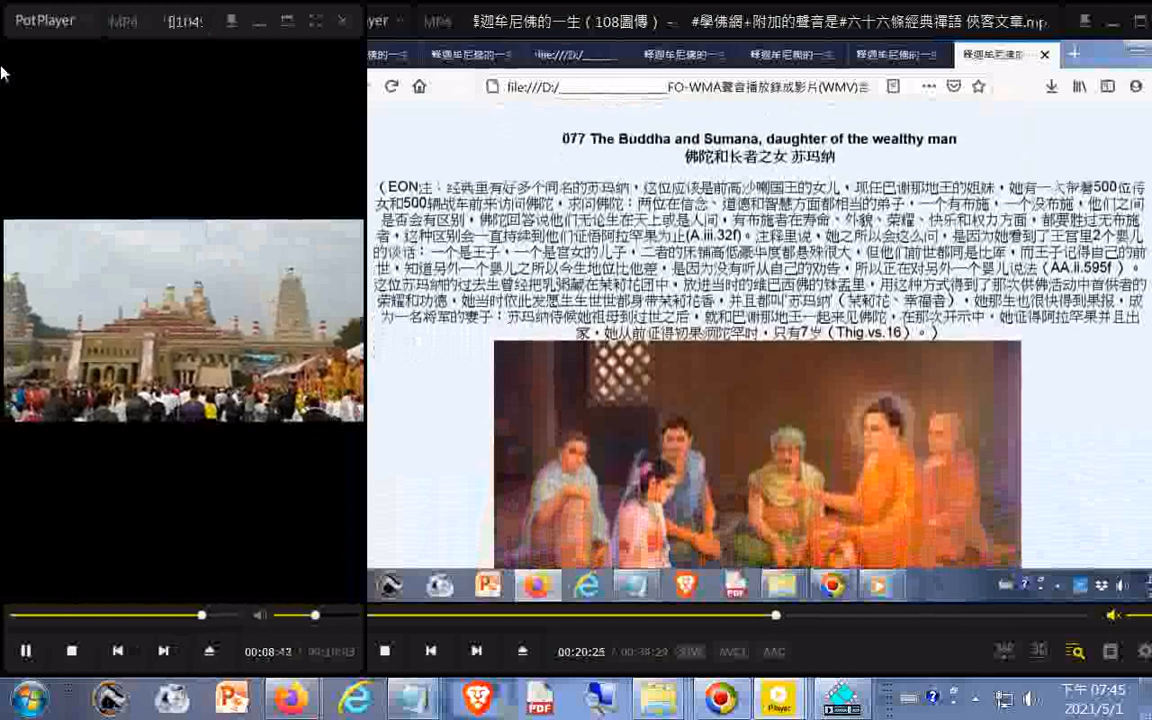 PotPlayer
MP4
MP4
釋迦牟尼佛的一生（108圖傳） － #學佛網+附加的聲音是#六十六條經典禪語 俠客文章.mp
file:///D:/
file:///D:/____________________FO-WMA聲音播放錄成影片(WMV)
077 The Buddha and Sumana, daughter of the wealthy man
佛陀和长者之女 苏玛纳
（EON注：经典里有好多个同名的苏玛纳，这位应该是前高沙喇国王的女儿，现任巴谢那地王的姐妹，她有一次带着500位侍
女和500辆战车前来访问佛陀，求问佛陀：两位在信念、道德和智慧方面都相当的弟子，一个有布施，一个没布施，他们之间
是否会有区别，佛陀回答说他们无论生在天上或是人间，有布施者在寿命、外貌、荣耀、快乐和权力方面，都要胜过无布施
者，这种区别会一直持续到他们证悟阿拉罕果为止(A.iii.32f)。注释里说，她之所以会这么问，是因为她看到了王宫里2个婴儿
的谈话：一个是王子，一个是宫女的儿子，二者的床铺高低豪华度都悬殊很大，但他们前世都同是比库，而王子记得自己的前
世，知道另外一个婴儿之所以今生地位比他差，是因为没有听从自己的劝告，所以正在对另外一个婴儿说法（AA.ii.595f）。
这位苏玛纳的过去生曾经把乳粥藏在茉莉花团中，放进当时的维巴西佛的钵盂里，用这种方式得到了那次供佛活动中首供者的
荣耀和功德，她当时依此发愿生生世世都身带茉莉花香，并且都叫‘苏玛纳’（茉莉花、幸福音），她那生也很快得到果报，成
为一名将军的妻子；苏玛纳侍候她祖母到过世之后，就和巴谢那地王一起来见佛陀，在那次开示中，她证得阿拉罕果并且出
家，她从前证得初果须陀罕时，只有7岁（Thig.vs.16）。）
00:08:43
00:20:25
AAC
下午 07:45
2021/5/1